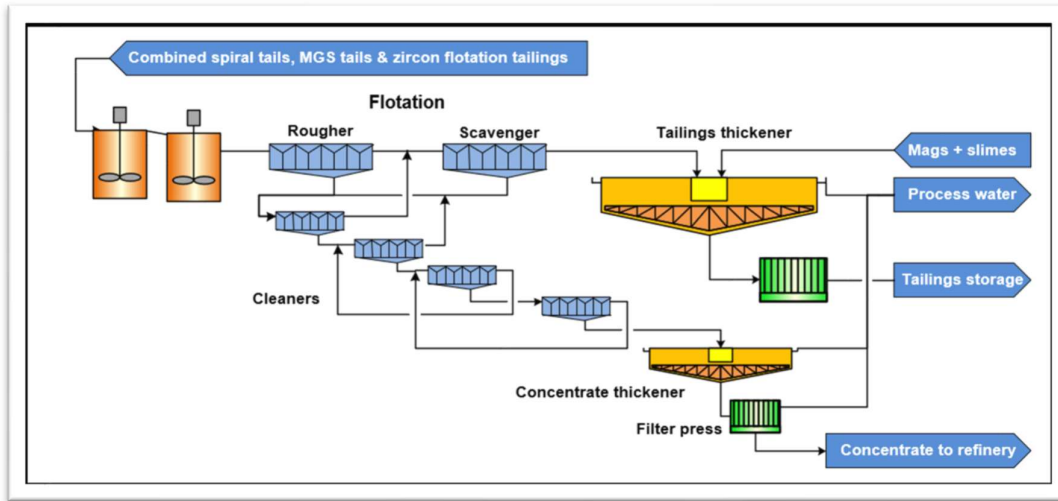 Combined spiral tails, MGS tails & zircon flotation tailings
Flotation
Rougher
Scavenger
Tailings thickener
Mags + slimes
Process water
Tailings storage
Cleaners
Concentrate thickener
Filter press
Concentrate to refinery